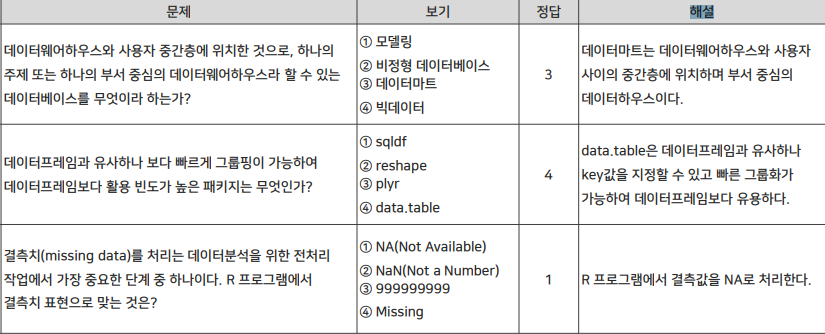 문제 보기 정답 해설
데이터웨어하우스와 사용자 중간층에 위치한 것으로, 하나의
주제 또는 하나의 부서 중심의 데이터웨어하우스라 할 수 있는
데이터베이스를 무엇이라 하는가?
① 모델링
② 비정형 데이터베이스
③ 데이터마트
④ 빅데이터
3
데이터마트는 데이터웨어하우스와 사용자
사이의 중간층에 위치하며 부서 중심의
데이터하우스이다.
데이터프레임과 유사하나 보다 빠르게 그룹핑이 가능하여
데이터프레임보다 활용 빈도가 높은 패키지는 무엇인가?
① sqldf
② reshape
③ plyr
④ data.table
4
data.table은 데이터프레임과 유사하나
key값을 지정할 수 있고 빠른 그룹화가
가능하여 데이터프레임보다 유용하다.
결측치(missing data)를 처리는 데이터분석을 위한 전처리
작업에서 가장 중요한 단계 중 하나이다. R 프로그램에서
결측치 표현으로 맞는 것은?
① NA(Not Available)
② NaN(Not a Number)
③ 999999999
④ Missing
1
R 프로그램에서 결측값을 NA로 처리한다.